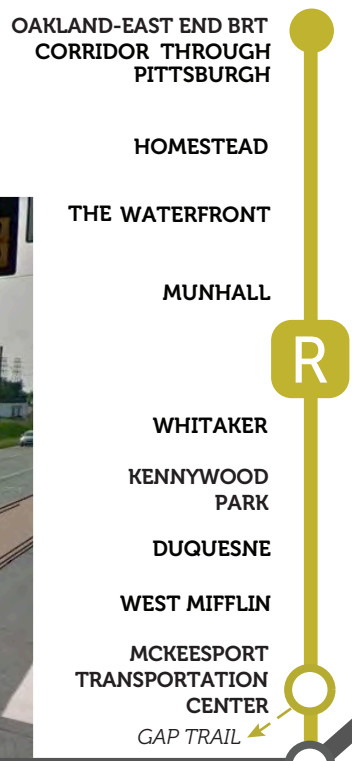 OAKLAND-EAST END BRT
CORRIDOR THROUGH
PITTSBURGH
HOMESTEAD
THE WATERFRONT
MUNHALL
R
WHITAKER
KENNYWOOD
PARK
DUQUESNE
WEST MIFFLIN
MCKEESPORT
TRANSPORTATION
CENTER
GAP TRAIL